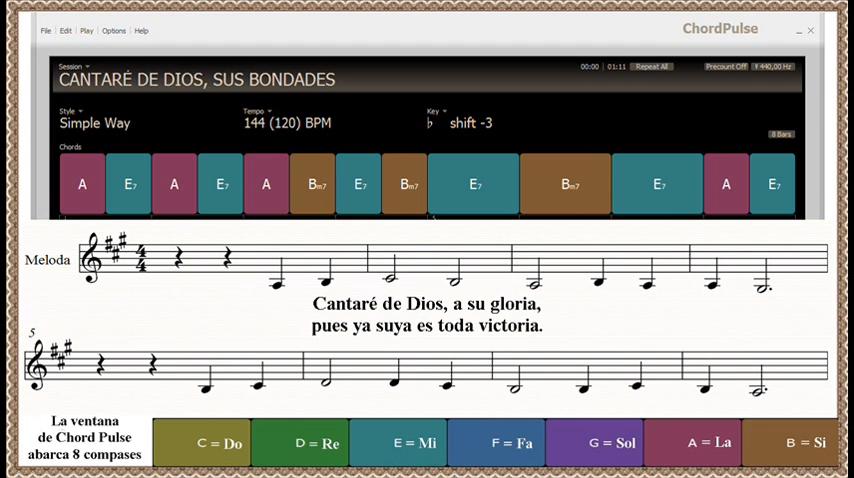 File Edit Play Options Help
ChordPulse
Session
00:00 01:11 Repeat All Precount Off 440,00 Hz
CANTARÉ DE DIOS, SUS BONDADES
Style Tempo Key
Simple Way 144 (120) BPM ♭ shift -3
8 Bars
Chords
A E7 A E7 A Bm7 E7 Bm7 E7 Bm7 E7 A E7
Meloda
4
4
Cantaré de Dios, a su gloria,
pues ya suya es toda victoria.
5
La ventana
de Chord Pulse
abarca 8 compases
C = Do D = Re E = Mi F = Fa G = Sol A = La B = Si